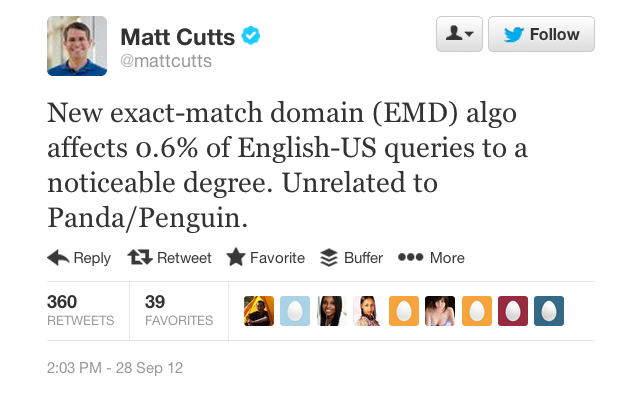 Matt Cutts
@mattcutts
Follow
New exact-match domain (EMD) algo
affects 0.6% of English-US queries to a
noticeable degree. Unrelated to
Panda/Penguin.
Reply Retweet Favorite Buffer More
360
RETWEETS
39
FAVORITES
2:03 PM - 28 Sep 12